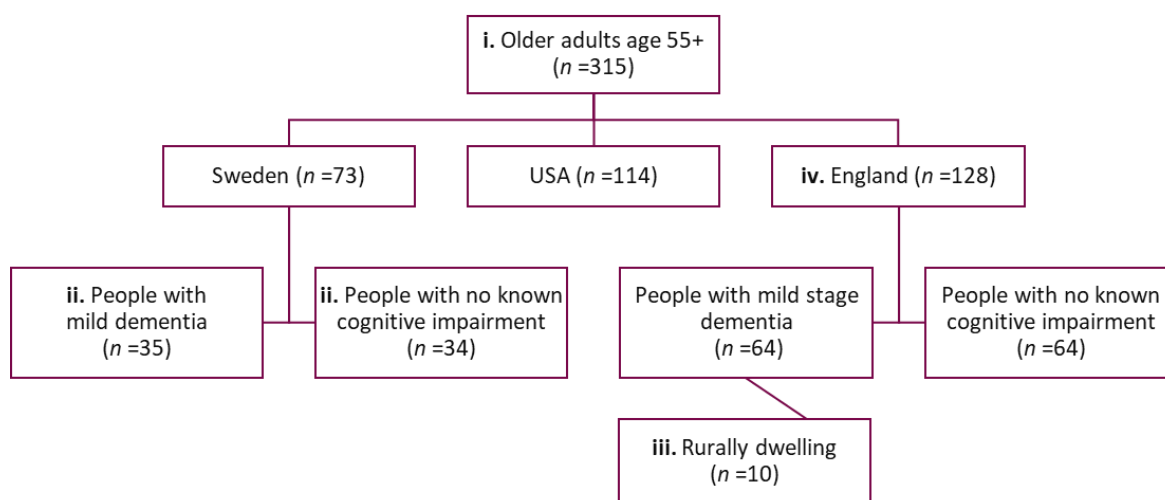 i. Older adults age 55+
(n =315)
Sweden (n =73)
USA (n =114)
iv. England (n =128)
ii. People with
mild dementia
(n =35)
ii. People with no known
cognitive impairment
(n =34)
People with mild stage
dementia
(n =64)
People with no known
cognitive impairment
(n =64)
iii. Rurally dwelling
(n =10)